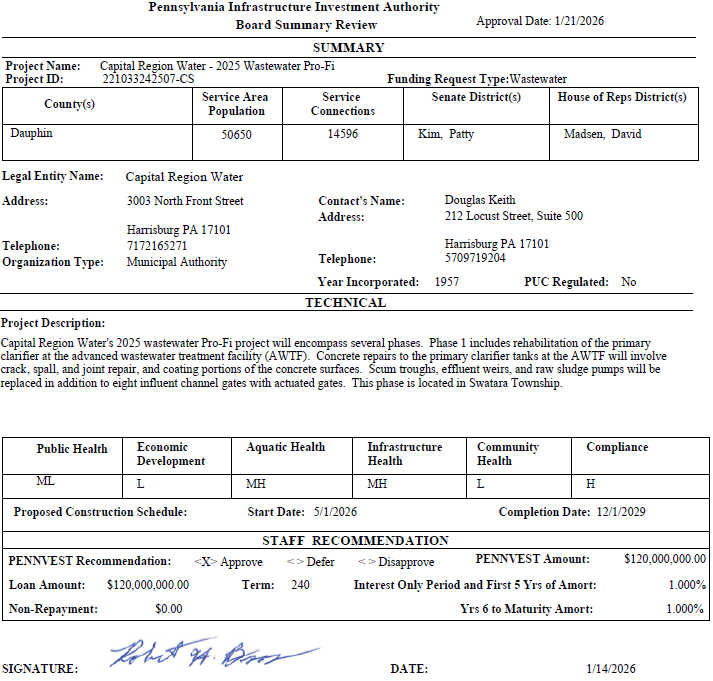 Pennsylvania Infrastructure Investment Authority
Board Summary Review
Approval Date: 1/21/2026
SUMMARY
Project Name: Capital Region Water - 2025 Wastewater Pro-Fi
Project ID: 221033242507-CS
Funding Request Type:Wastewater
County(s) Service Area Population Service Connections Senate District(s) House of Reps District(s)
Dauphin 50650 14596 Kim, Patty Madsen, David
Legal Entity Name: Capital Region Water
Address: 3003 North Front Street Contact's Name: Douglas Keith
Address: 212 Locust Street, Suite 500
Harrisburg PA 17101 Harrisburg PA 17101
Telephone: 7172165271 Telephone: 5709719204
Organization Type: Municipal Authority
Year Incorporated: 1957 PUC Regulated: No
TECHNICAL
Project Description:
Capital Region Water's 2025 wastewater Pro-Fi project will encompass several phases. Phase 1 includes rehabilitation of the primary
clarifier at the advanced wastewater treatment facility (AWTF). Concrete repairs to the primary clarifier tanks at the AWTF will involve
crack, spall, and joint repair, and coating portions of the concrete surfaces. Scum troughs, effluent weirs, and raw sludge pumps will be
replaced in addition to eight influent channel gates with actuated gates. This phase is located in Swatara Township.
Public Health Economic Development Aquatic Health Infrastructure Health Community Health Compliance
ML L MH MH L H
Proposed Construction Schedule: Start Date: 5/1/2026 Completion Date: 12/1/2029
STAFF RECOMMENDATION
PENNVEST Recommendation: <X> Approve < > Defer < > Disapprove PENNVEST Amount: $120,000,000.00
Loan Amount: $120,000,000.00 Term: 240 Interest Only Period and First 5 Yrs of Amort: 1.000%
Non-Repayment: $0.00 Yrs 6 to Maturity Amort: 1.000%
SIGNATURE: DATE: 1/14/2026